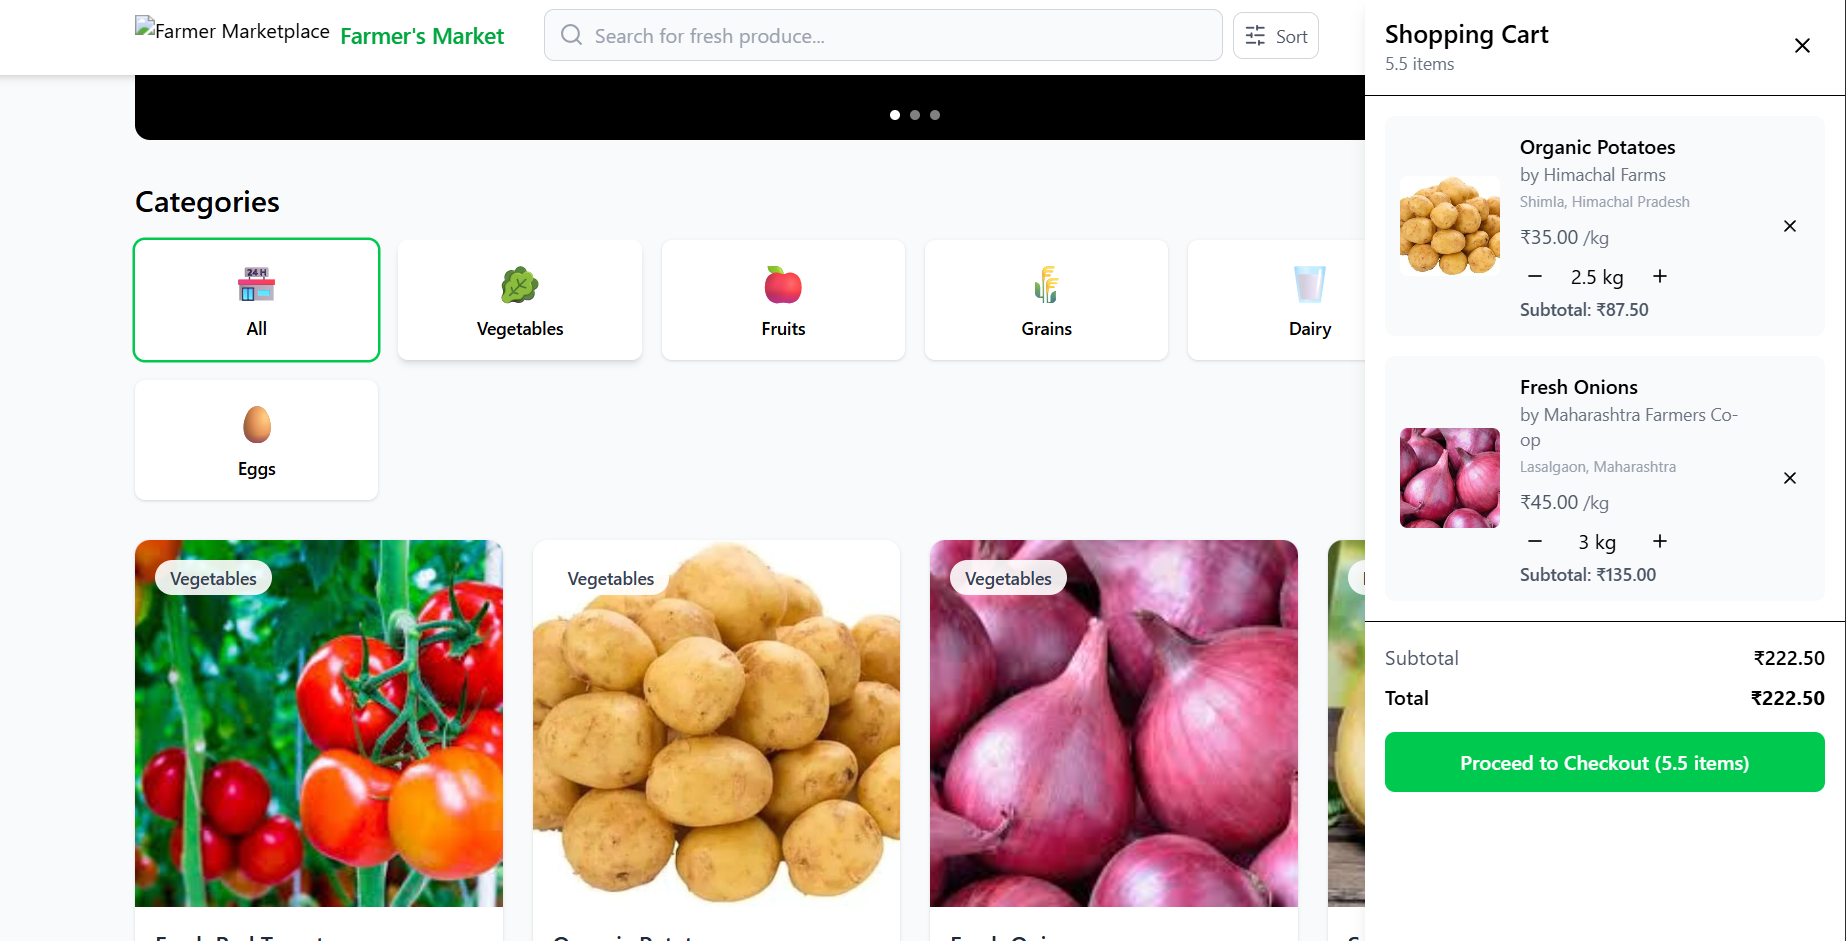 Farmer Marketplace
Farmer's Market
Search for fresh produce...
Sort
Categories
24 H
All
Vegetables
Fruits
Grains
Dairy
Eggs
Vegetables
Vegetables
Vegetables
Shopping Cart
5.5 items
Organic Potatoes
by Himachal Farms
Shimla, Himachal Pradesh
₹35.00 /kg
2.5 kg
Subtotal: ₹87.50
Fresh Onions
by Maharashtra Farmers Co-
op
Lasalgaon, Maharashtra
₹45.00 /kg
3 kg
Subtotal: ₹135.00
Subtotal ₹222.50
Total ₹222.50
Proceed to Checkout (5.5 items)